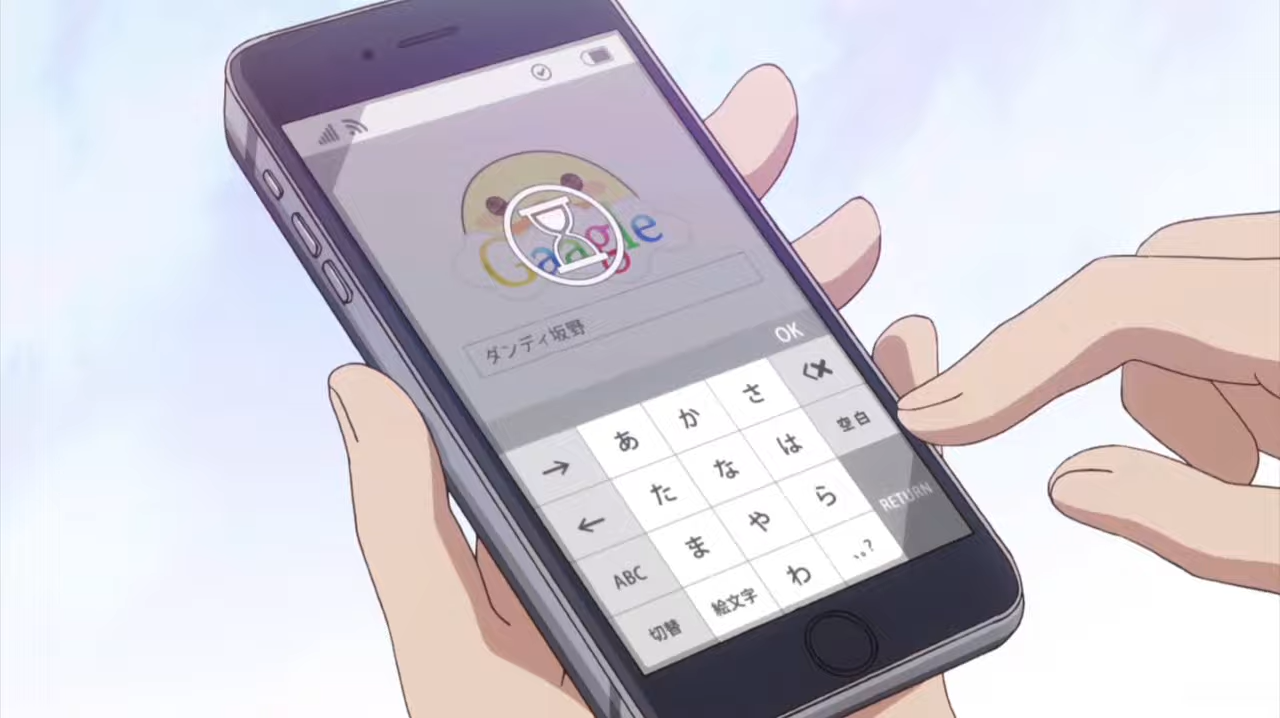 Gaagle
ダンディ坂野
OK
→ あ か さ
← た な は 空白
ABC ま や ら RETURN
切替 絵文字 わ 、。?